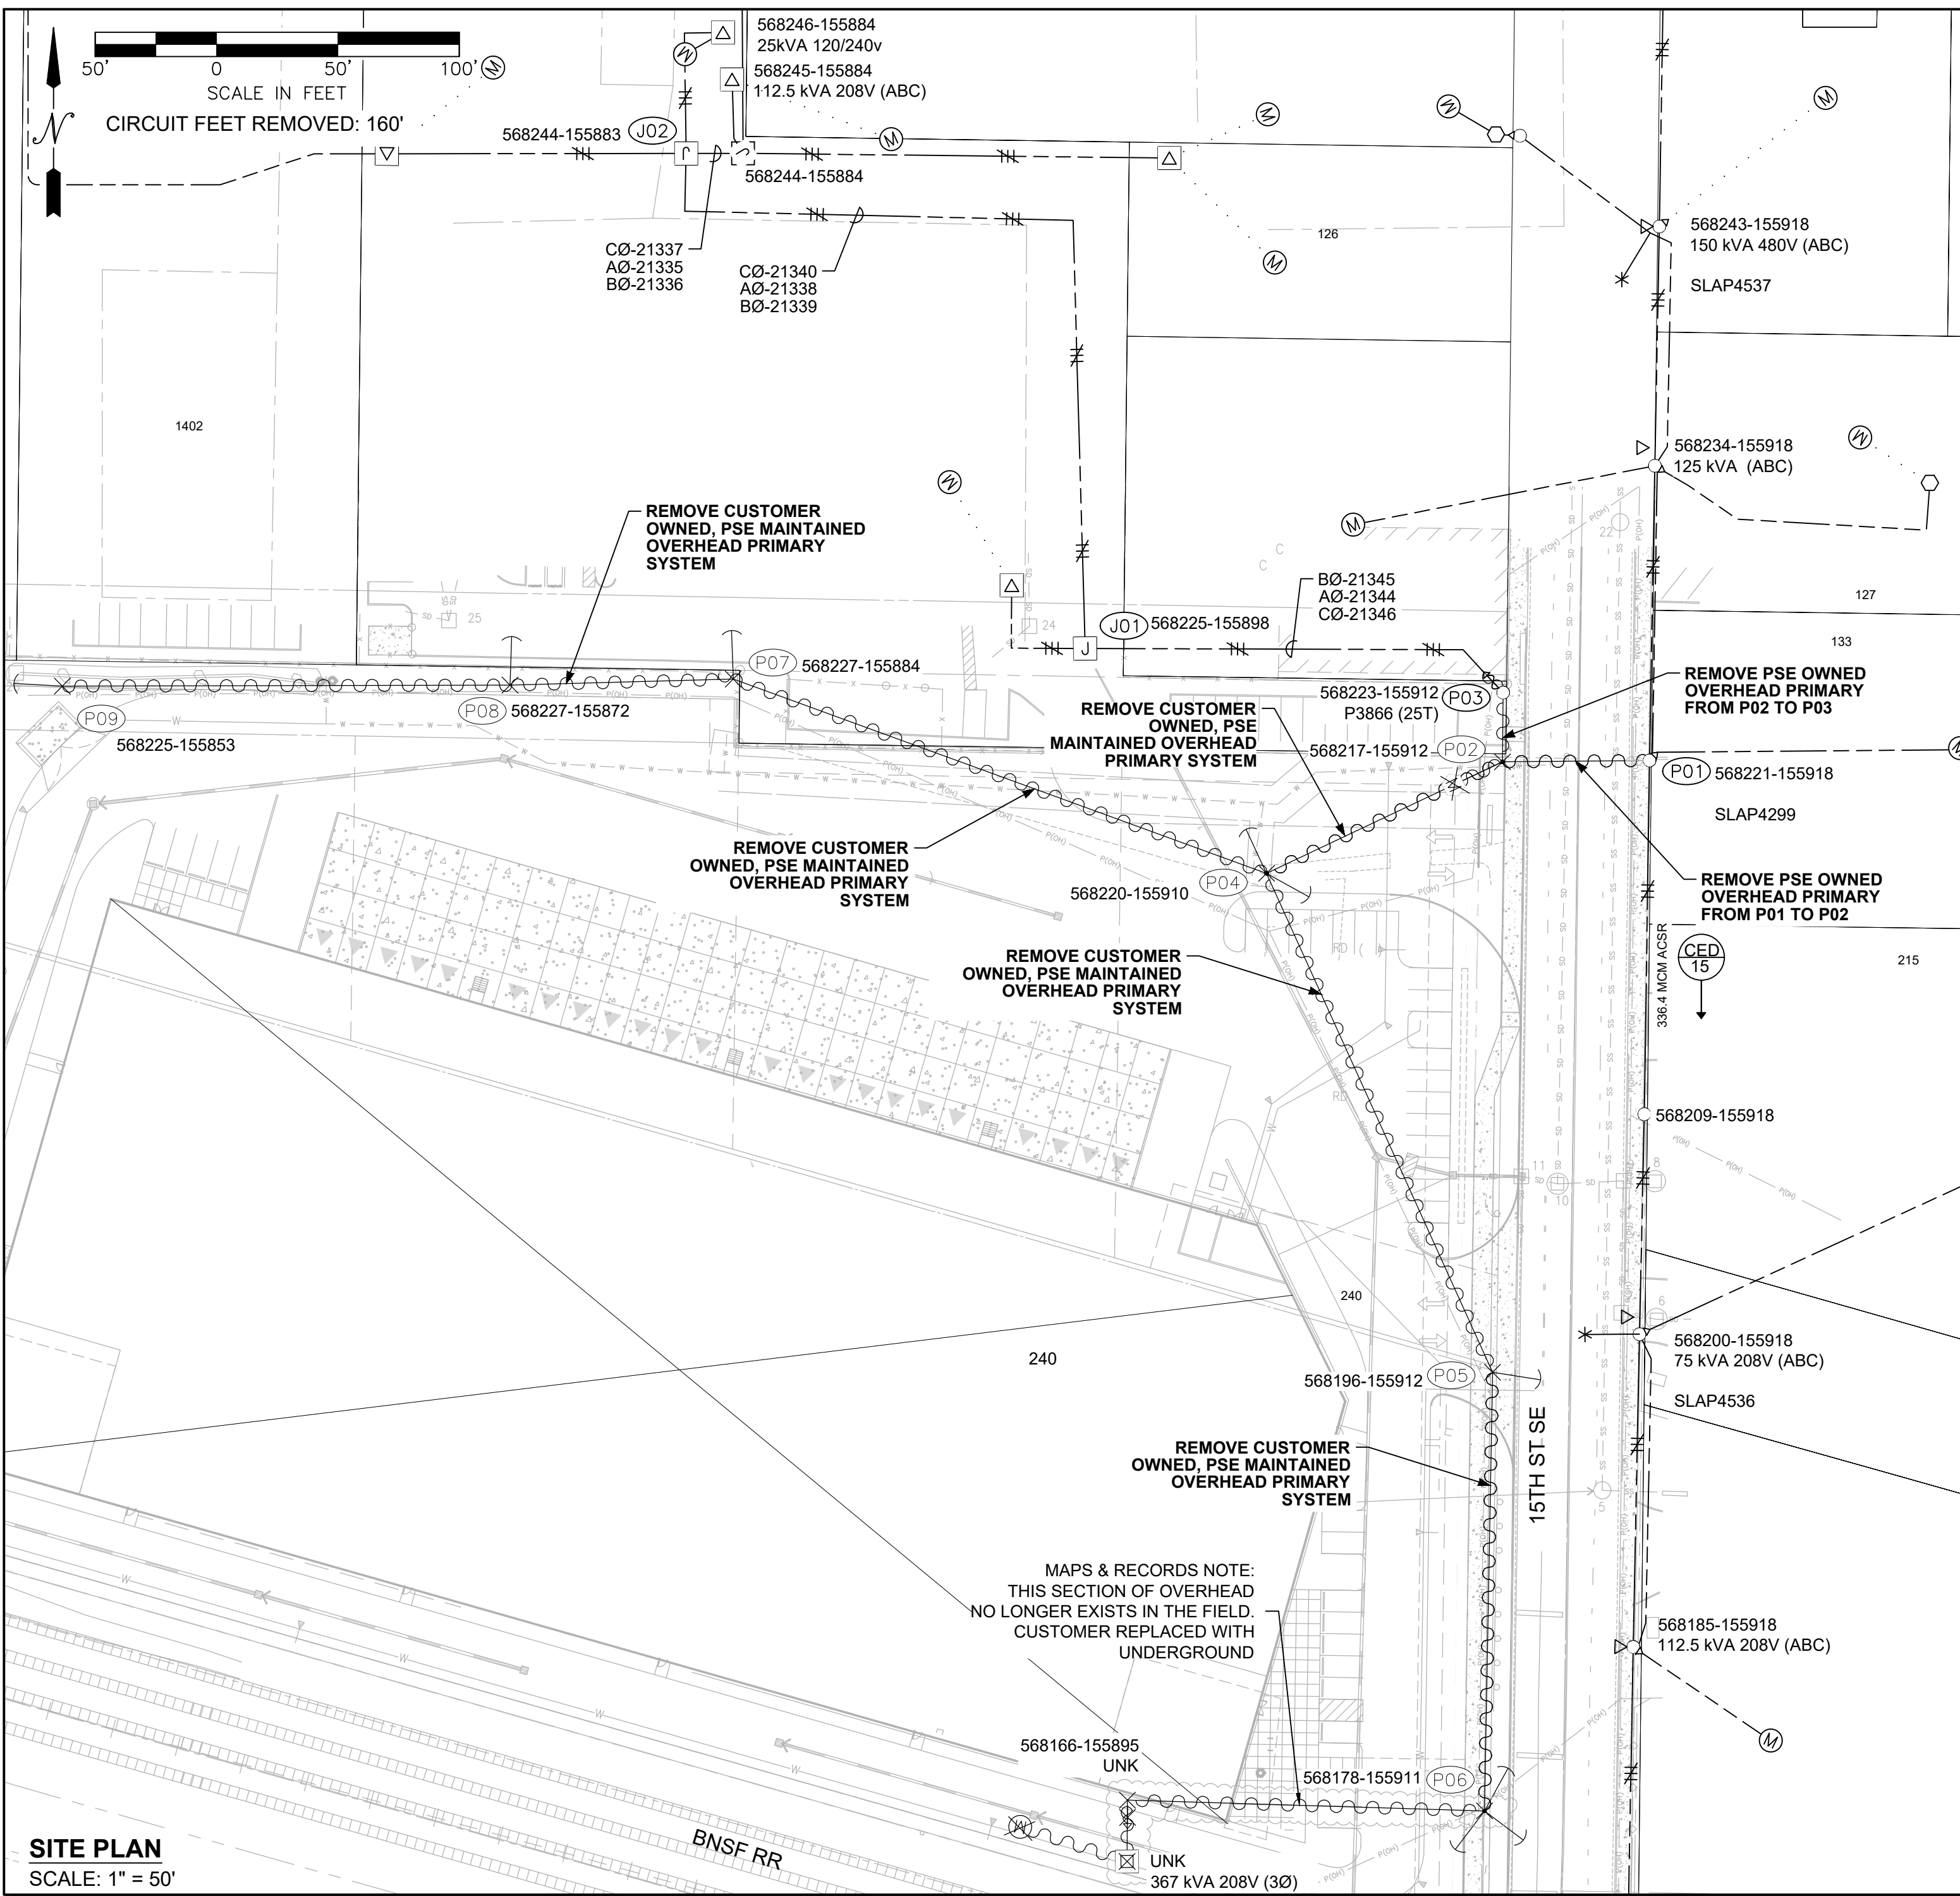 568246-155884
25kVA 120/240v
568245-155884
112.5 kVA 208V (ABC)
50' 0 50' 100'
SCALE IN FEET
CIRCUIT FEET REMOVED: 160'
N
M
568244-155883
J02
568244-155884
CØ-21337
AØ-21335
BØ-21336
CØ-21340
AØ-21338
BØ-21339
126
568243-155918
150 kVA 480V (ABC)
SLAP4537
1402
568234-155918
125 kVA (ABC)
REMOVE CUSTOMER
OWNED, PSE MAINTAINED
OVERHEAD PRIMARY
SYSTEM
22
C
C
BØ-21345
AØ-21344
CØ-21346
127
25
24
J
J01
568225-155898
133
P07
568227-155884
REMOVE PSE OWNED
OVERHEAD PRIMARY
FROM P02 TO P03
568223-155912
P03
P3866 (25T)
REMOVE CUSTOMER
OWNED, PSE
MAINTAINED OVERHEAD
PRIMARY SYSTEM
P08
568227-155872
P09
568225-155853
568217-155912
P02
P01
568221-155918
SLAP4299
REMOVE CUSTOMER
OWNED, PSE MAINTAINED
OVERHEAD PRIMARY
SYSTEM
P04
568220-155910
REMOVE PSE OWNED
OVERHEAD PRIMARY
FROM P01 TO P02
336.4 MCM ACSR
CED
15
215
REMOVE CUSTOMER
OWNED, PSE MAINTAINED
OVERHEAD PRIMARY
SYSTEM
RD
RD
568209-155918
11
10
8
6
240
240
568200-155918
75 kVA 208V (ABC)
SLAP4536
568196-155912
P05
15TH ST SE
REMOVE CUSTOMER
OWNED, PSE MAINTAINED
OVERHEAD PRIMARY
SYSTEM
5
MAPS & RECORDS NOTE:
THIS SECTION OF OVERHEAD
NO LONGER EXISTS IN THE FIELD.
CUSTOMER REPLACED WITH
UNDERGROUND
568185-155918
112.5 kVA 208V (ABC)
568166-155895
UNK
568178-155911
P06
BNSF RR
UNK
367 kVA 208V (3Ø)
SITE PLAN
SCALE: 1" = 50'